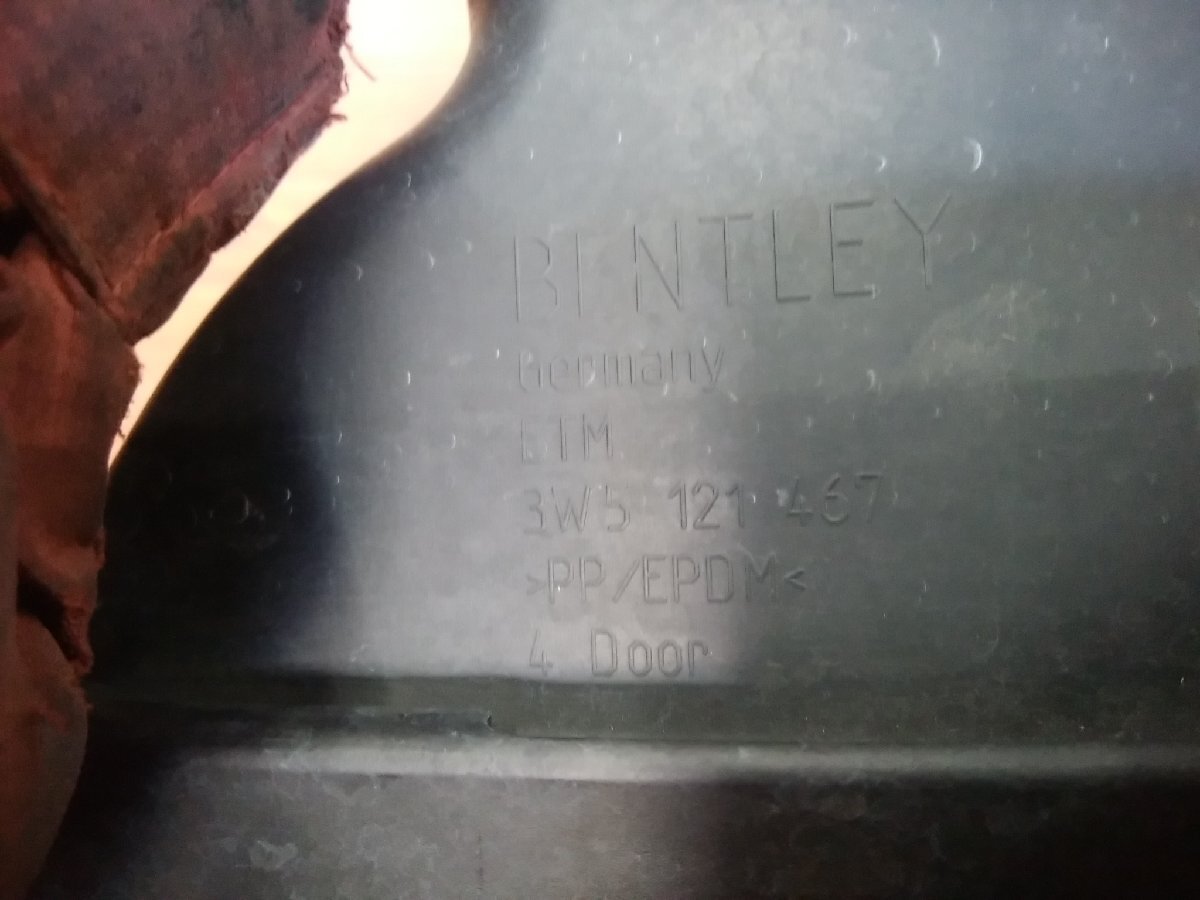 BENTLEY
Germany
ETM
3W5 121 467
>PP/EPDM<
4 Door